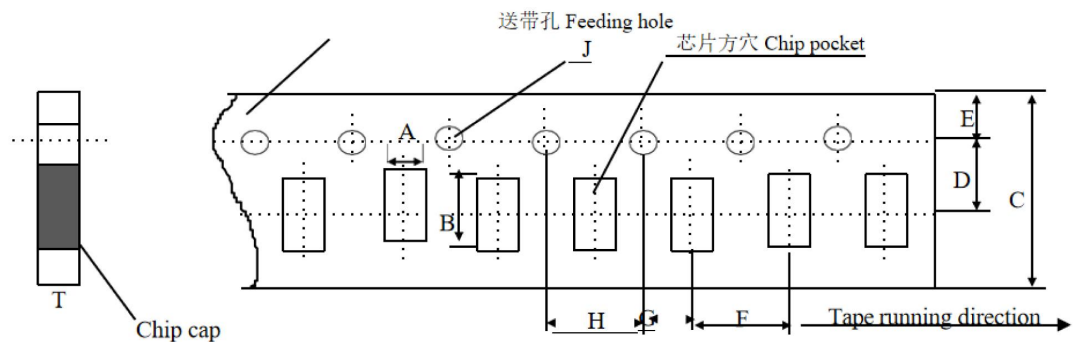 送带孔 Feeding hole
J
芯片方穴 Chip pocket
A
E
D
C
B
T
Chip cap
H
G
F
Tape running direction